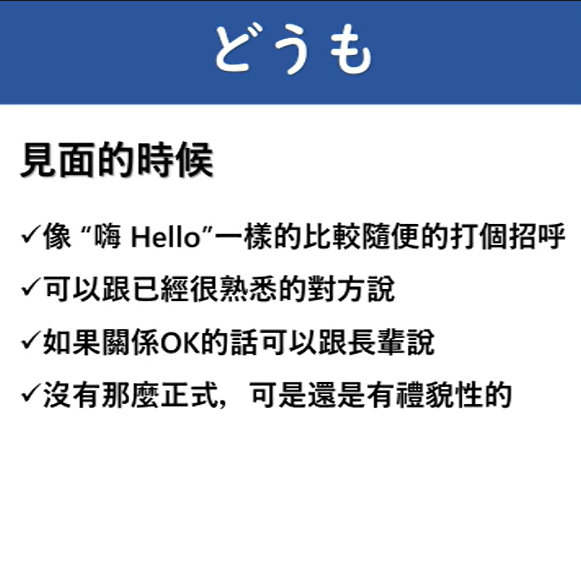 どうも
見面的時候
✓像 “嗨 Hello”一樣的比較隨便的打個招呼
✓可以跟已經很熟悉的對方說
✓如果關係OK的話可以跟長輩說
✓沒有那麼正式，可是還是有禮貌性的